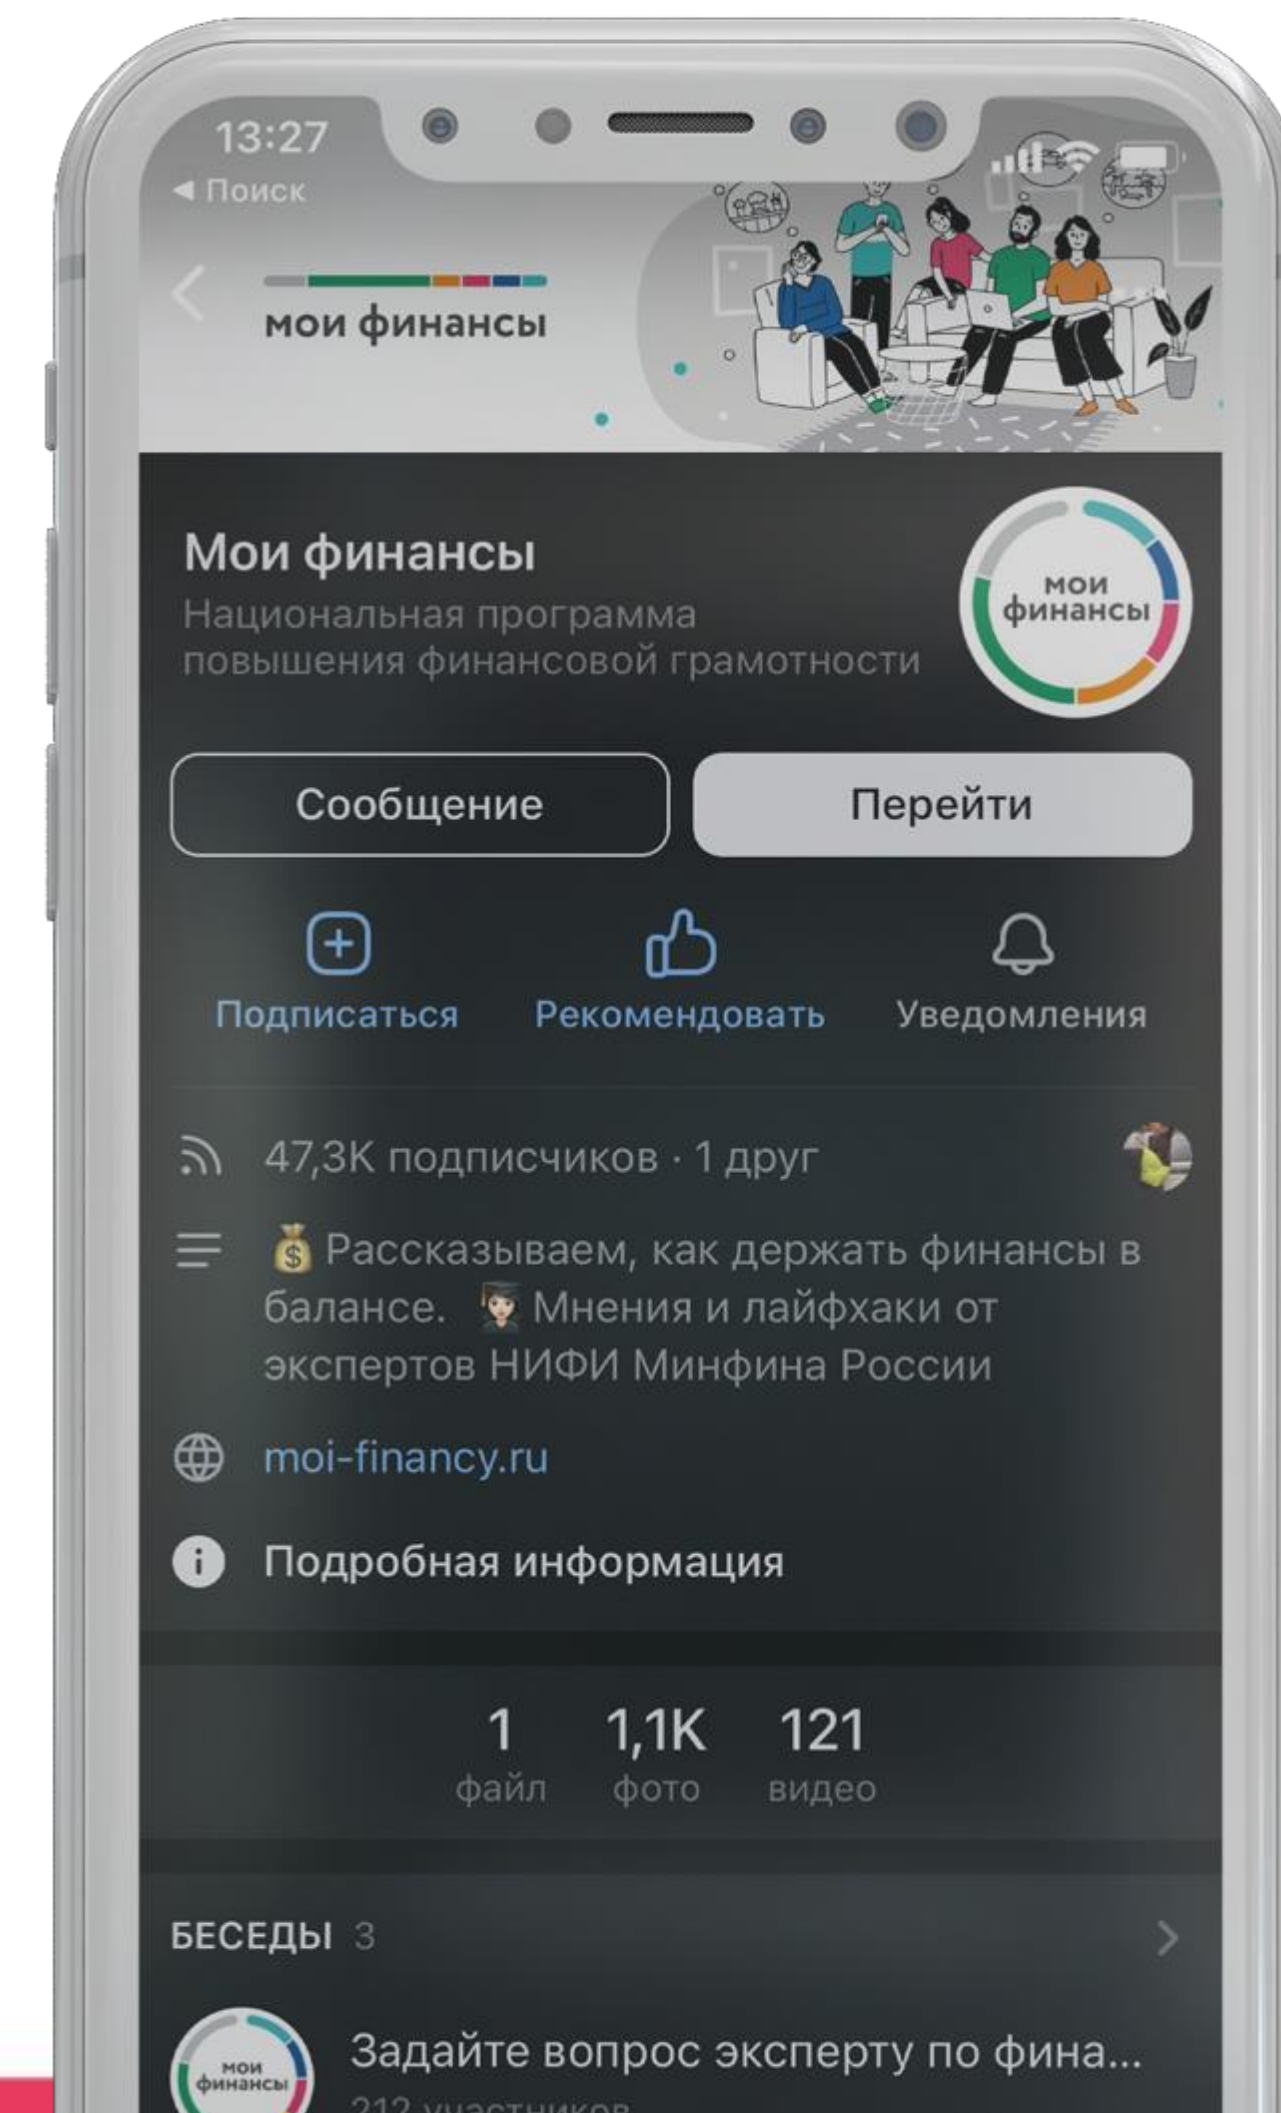 13:27
Поиск
мои финансы
Мои финансы
Национальная программа
повышения финансовой грамотности
мои
финансы
Сообщение
Перейти
Подписаться
Рекомендовать
Уведомления
47,3K подписчиков · 1 друг
💰 Рассказываем, как держать финансы в
балансе. 👩🏻‍🎓 Мнения и лайфхаки от
экспертов НИФИ Минфина России
moi-financy.ru
Подробная информация
1 1,1K 121
файл фото видео
БЕСЕДЫ 3
мои
финансы
Задайте вопрос эксперту по фина...
212 участников